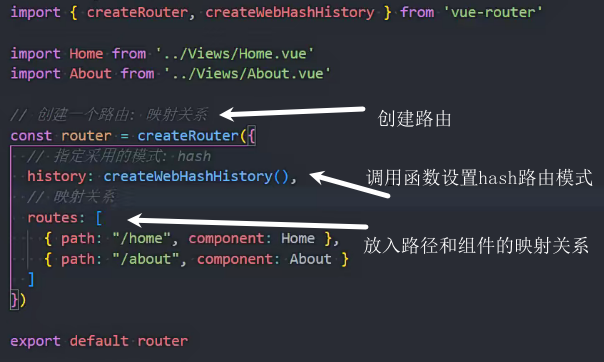 import { createRouter, createWebHashHistory } from 'vue-router'
import Home from '../Views/Home.vue'
import About from '../Views/About.vue'
// 创建一个路由: 映射关系
创建路由
const router = createRouter({
// 指定采用的模式: hash
history: createWebHashHistory(),
调用函数设置hash路由模式
// 映射关系
routes: [
放入路径和组件的映射关系
{ path: "/home", component: Home },
{ path: "/about", component: About }
]
})
export default router